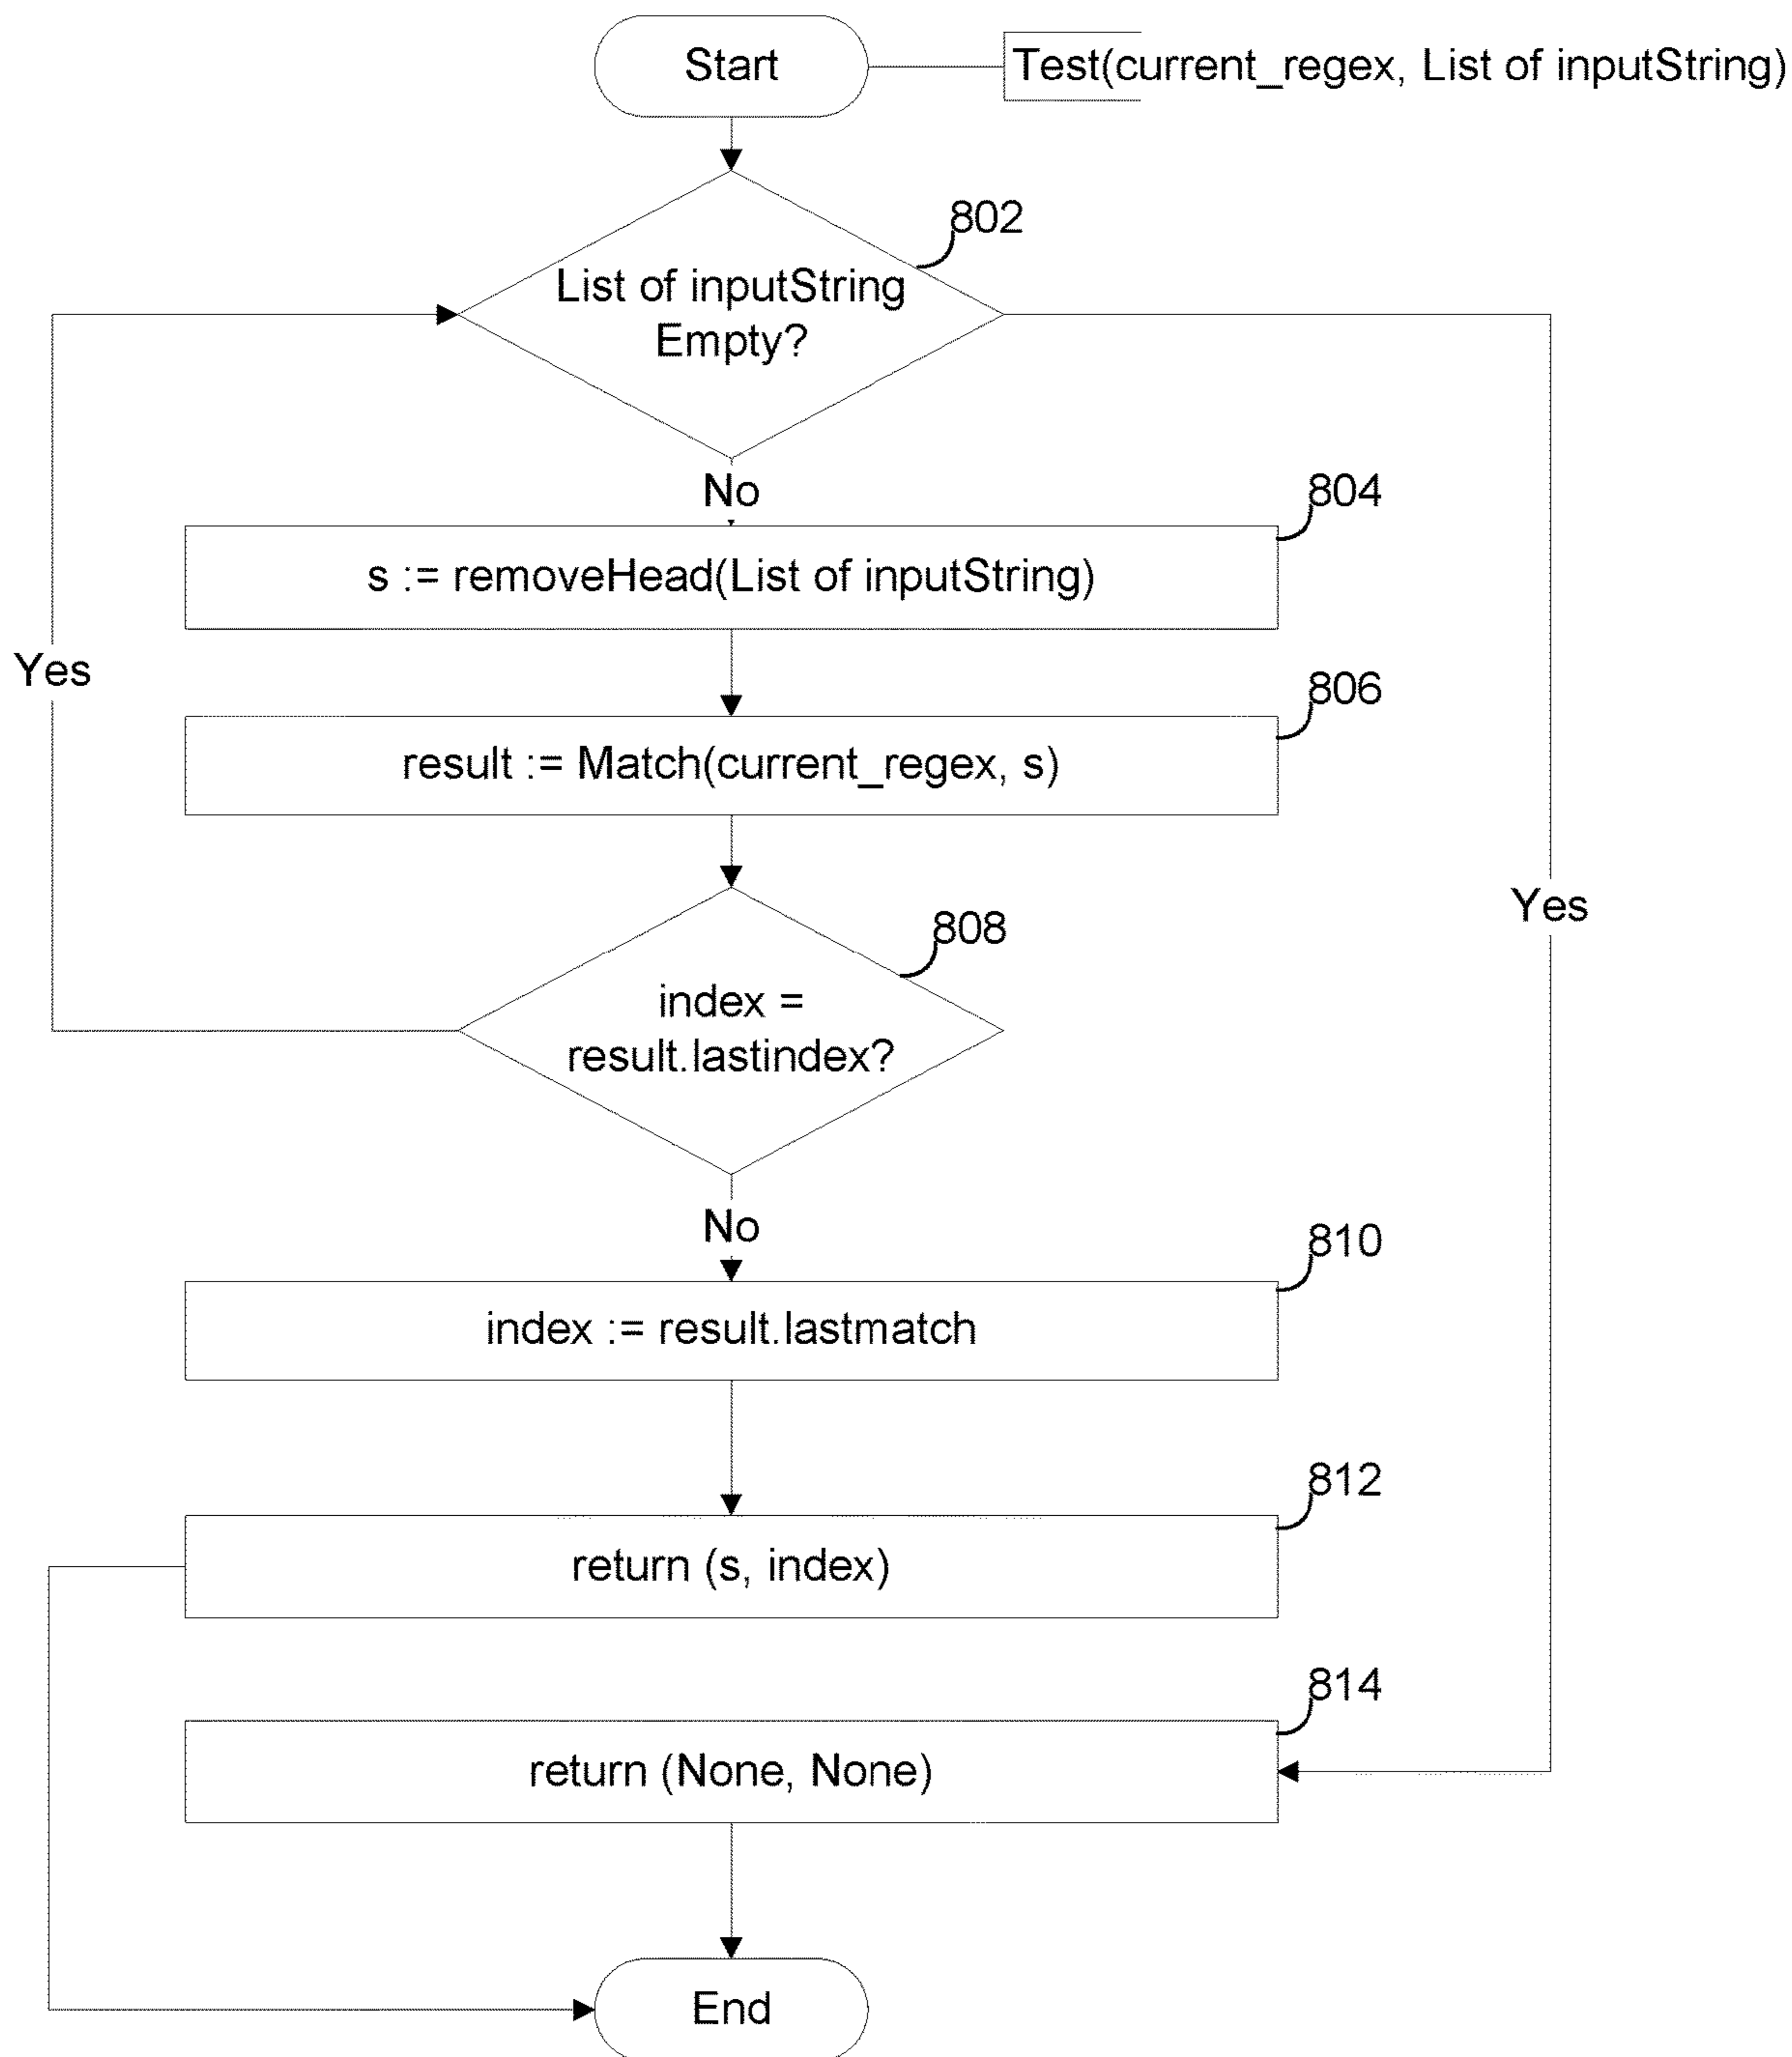 Start
Test(current_regex, List of inputString)
802
List of inputString
Empty?
No
804
s := removeHead(List of inputString)
Yes
806
result := Match(current_regex, s)
Yes
808
index =
result.lastindex?
No
810
index := result.lastmatch
812
return (s, index)
814
return (None, None)
End